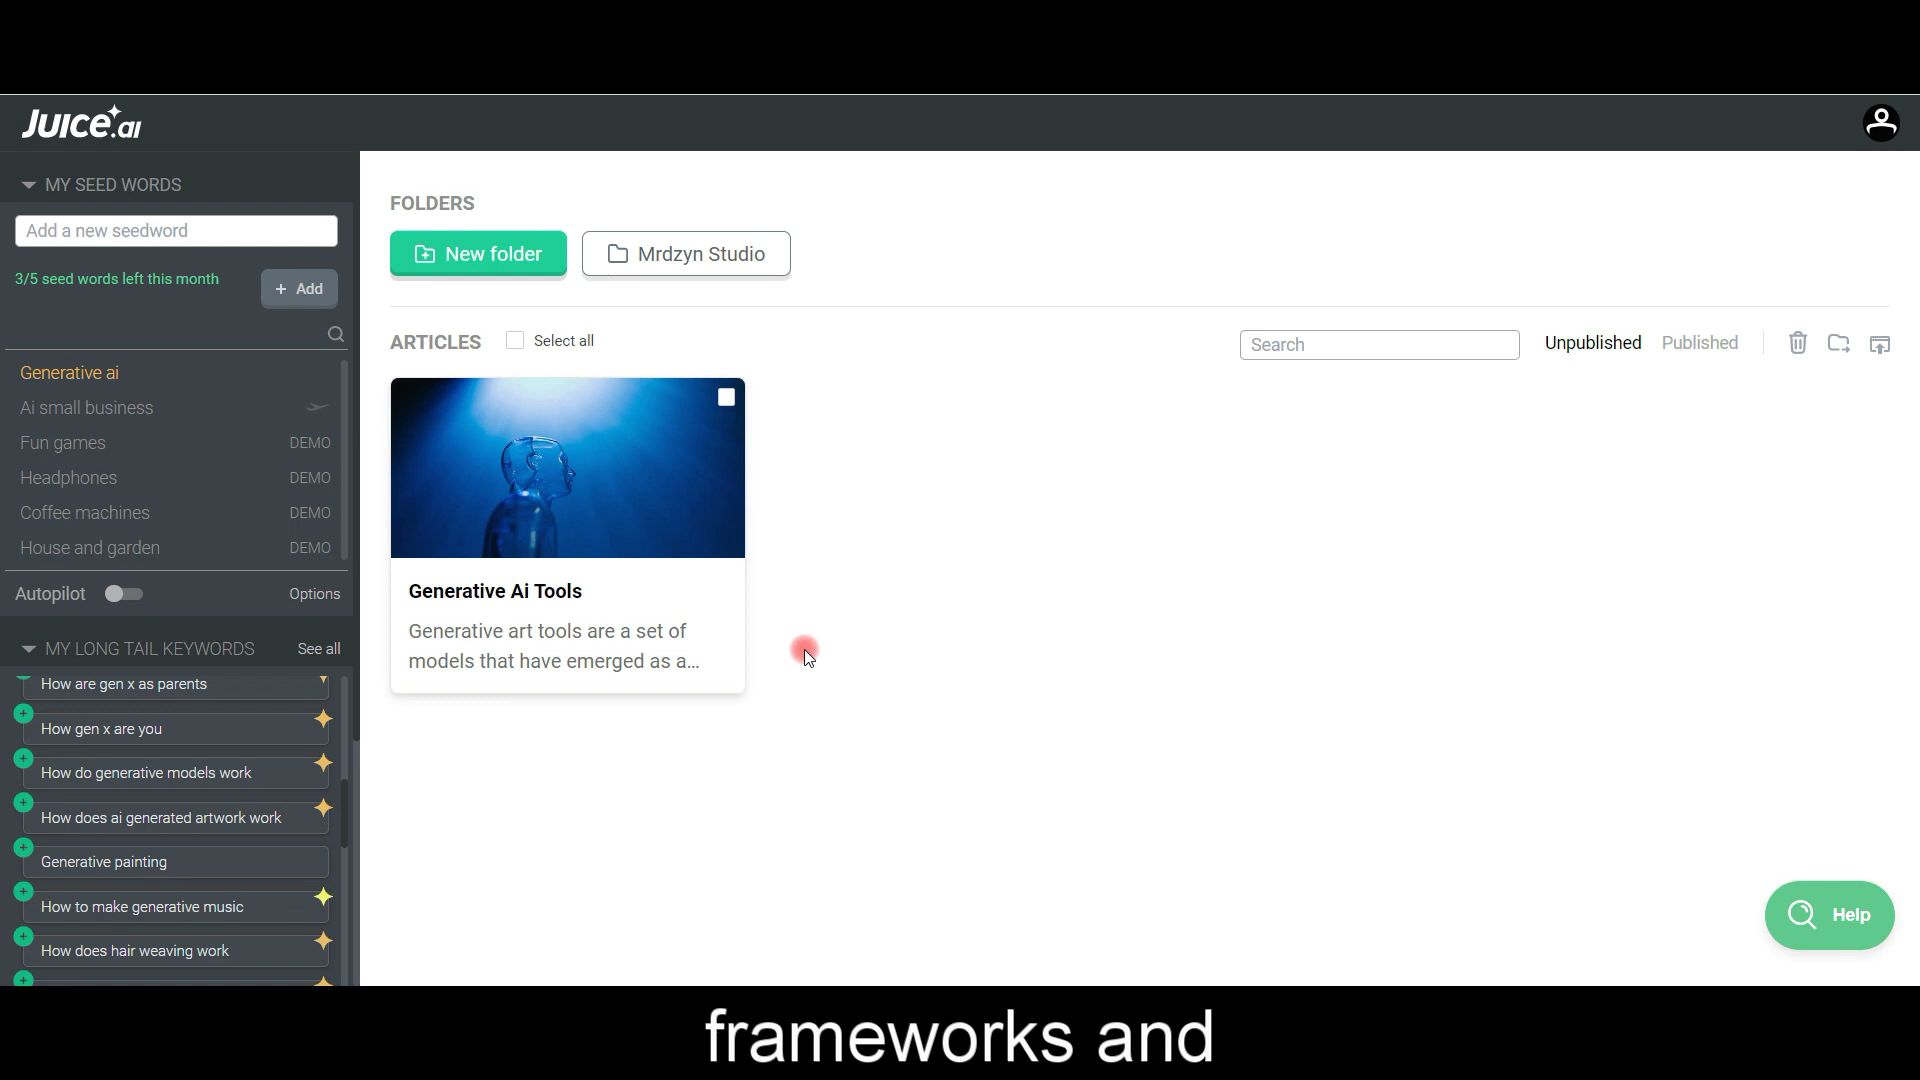 Juice.ai
MY SEED WORDS
Add a new seedword
3/5 seed words left this month
+ Add
Generative ai
Ai small business
Fun games DEMO
Headphones DEMO
Coffee machines DEMO
House and garden DEMO
Autopilot Options
MY LONG TAIL KEYWORDS See all
How are gen x as parents
How gen x are you
How do generative models work
How does ai generated artwork work
Generative painting
How to make generative music
How does hair weaving work
FOLDERS
New folder Mrdzyn Studio
ARTICLES Select all Search Unpublished Published
Generative Ai Tools
Generative art tools are a set of
models that have emerged as a...
Help
frameworks and